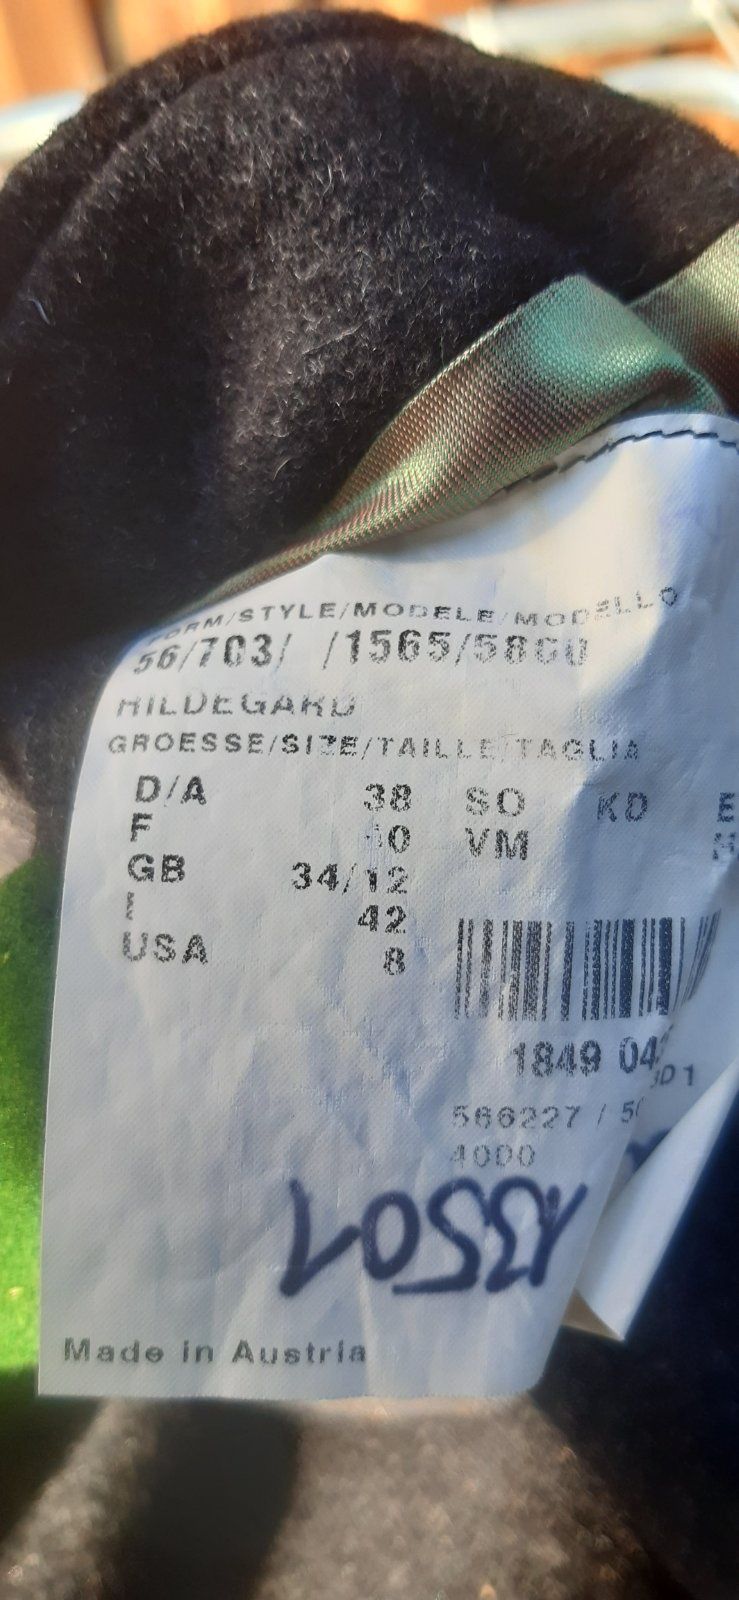 FORM/STYLE/MODELE/MODELLO
56/703/ /1565/5860
HILDEGARD
GROESSE/SIZE/TAILLE/TAGLIA
D/A 38 SO KD
F 40 VM
GB 34/12
I 42
USA 8
1849 04
566227 /
4000
13501
Made in Austria